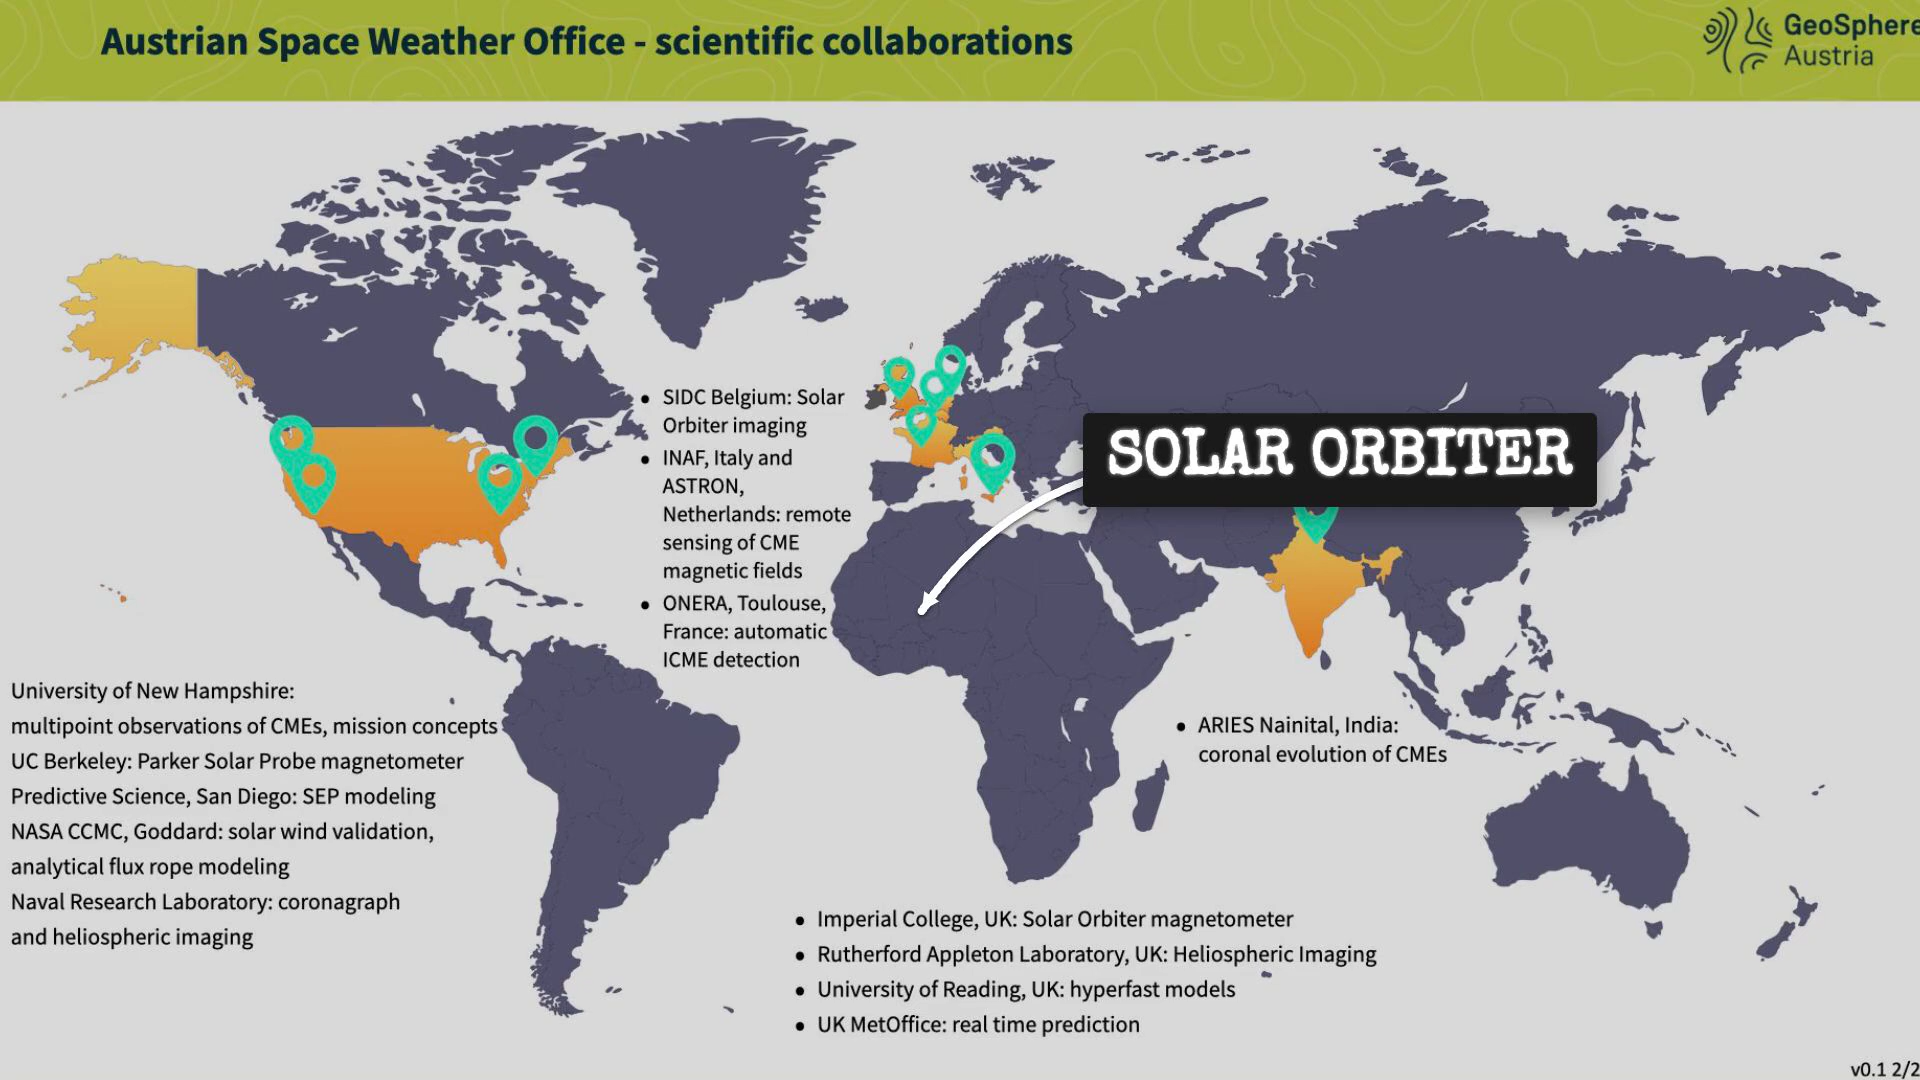 Austrian Space Weather Office - scientific collaborations
GeoSphere
Austria
• SIDC Belgium: Solar
Orbiter imaging
• INAF, Italy and
ASTRON,
Netherlands: remote
sensing of CME
magnetic fields
• ONERA, Toulouse,
France: automatic
ICME detection
SOLAR ORBITER
University of New Hampshire:
multipoint observations of CMEs, mission concepts
UC Berkeley: Parker Solar Probe magnetometer
Predictive Science, San Diego: SEP modeling
NASA CCMC, Goddard: solar wind validation,
analytical flux rope modeling
Naval Research Laboratory: coronagraph
and heliospheric imaging
• ARIES Nainital, India:
coronal evolution of CMEs
• Imperial College, UK: Solar Orbiter magnetometer
• Rutherford Appleton Laboratory, UK: Heliospheric Imaging
• University of Reading, UK: hyperfast models
• UK MetOffice: real time prediction
v0.1 2/2